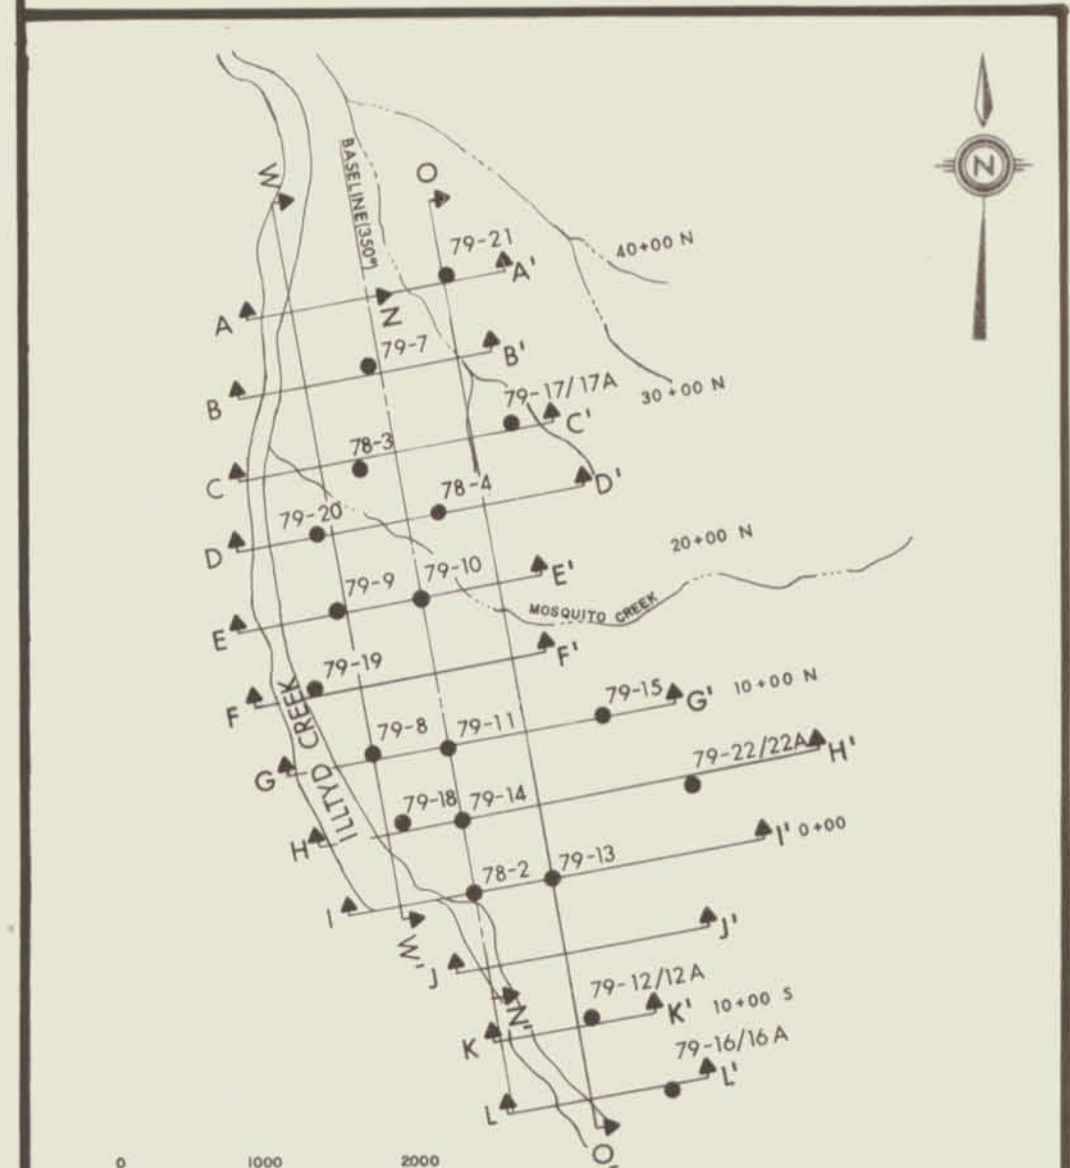 W
BASELINE(350°)
O
N
79-21
40+00 N
A'
A
N
79-7
B'
30+00 N
B
79-17/17A
C'
78-3
C
78-4
D'
79-20
D
20+00 N
79-10
79-9
E'
MOSQUITO CREEK
E
F'
79-19
F
79-15
G'
10+00 N
ILLTYD CREEK
79-8
79-11
G
79-22/22A
H'
79-18
79-14
H
I'
0+00
78-2
79-13
I
W'
J'
J
79-12/12A
K'
10+00 S
N'
K
79-16/16A
L'
L
O'
0
1000
2000